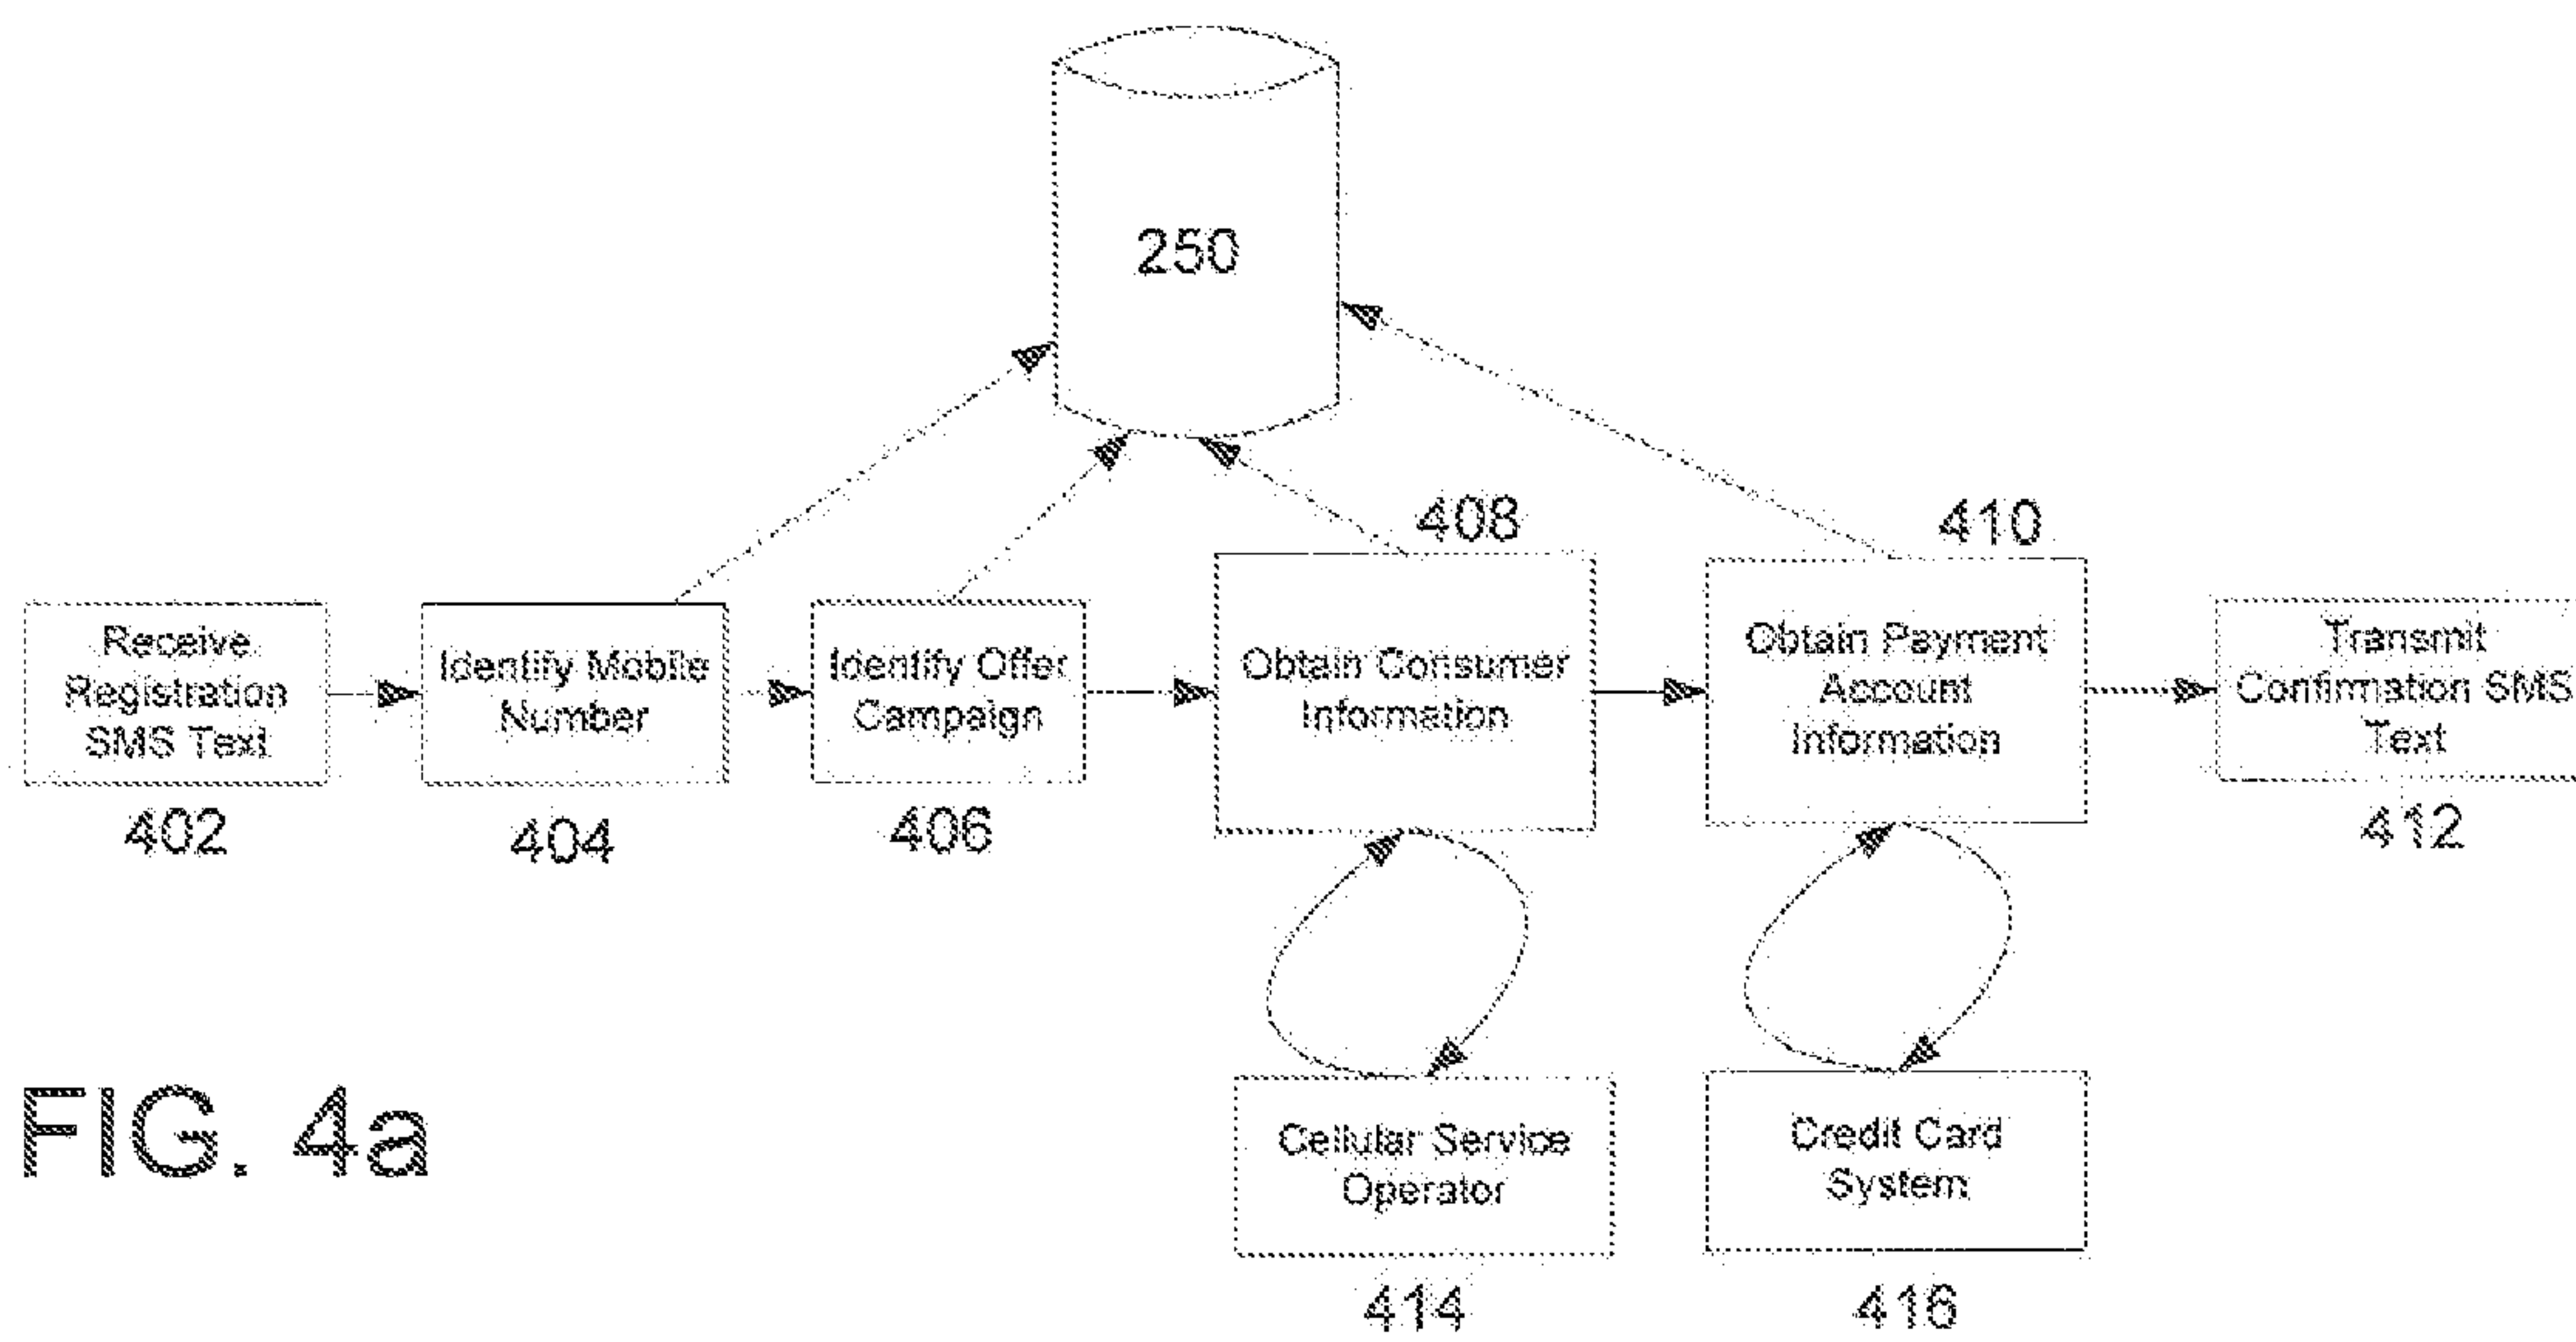 250
408
410
Receive
Registration
SMS Text
Identify Mobile
Number
Identify Offer
Campaign
Obtain Consumer
Information
Obtain Payment
Account
Information
Transmit
Confirmation SMS
Text
402
404
406
412
Cellular Service
Operator
Credit Card
System
414
416
FIG. 4a